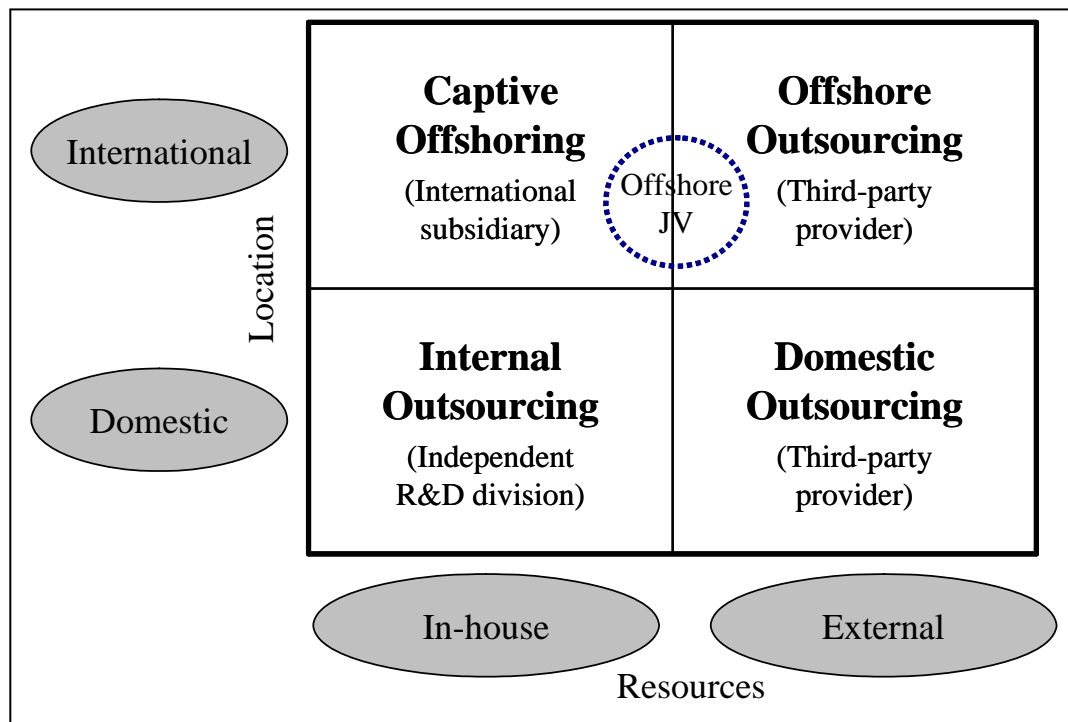 Captive
Offshoring
(International
subsidiary)
Offshore
Outsourcing
(Third-party
provider)
Offshore
JV
International
Location
Domestic
Internal
Outsourcing
(Independent
R&D division)
Domestic
Outsourcing
(Third-party
provider)
In-house
External
Resources